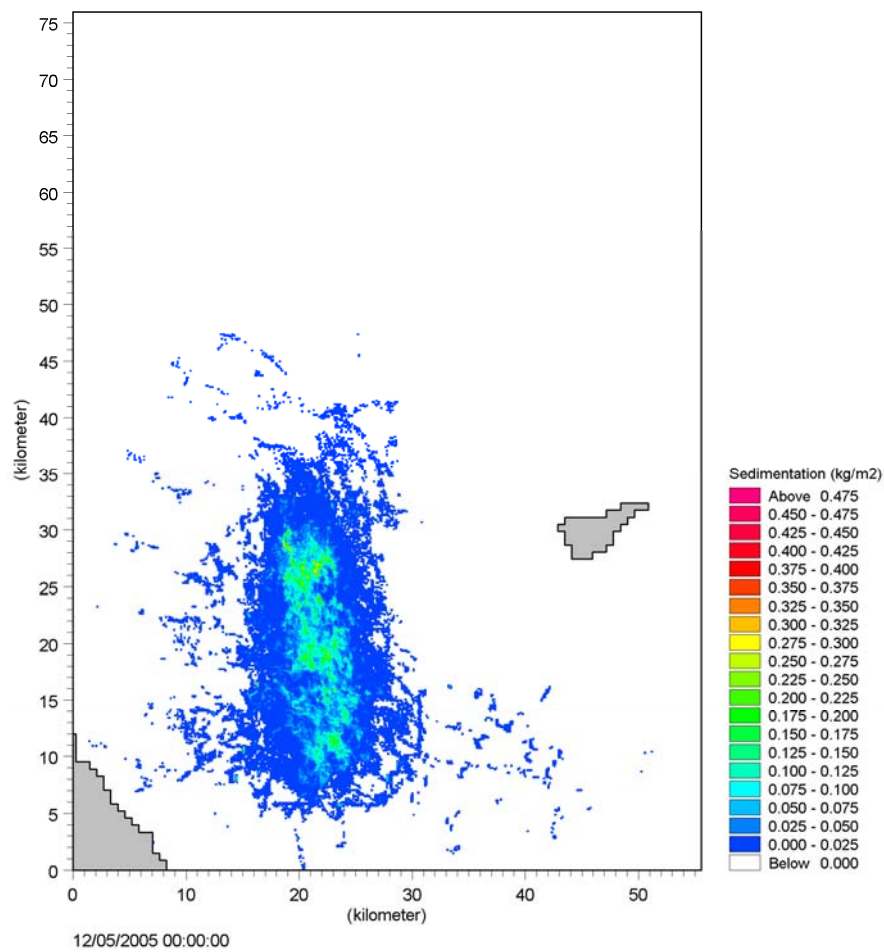 75
70
65
60
55
50
45
40
35
30
25
20
15
10
5
0
(kilometer)
0 10 20 30 40 50
(kilometer)
12/05/2005 00:00:00
Sedimentation (kg/m2)
Above 0.475
0.450 - 0.475
0.425 - 0.450
0.400 - 0.425
0.375 - 0.400
0.350 - 0.375
0.325 - 0.350
0.300 - 0.325
0.275 - 0.300
0.250 - 0.275
0.225 - 0.250
0.200 - 0.225
0.175 - 0.200
0.150 - 0.175
0.125 - 0.150
0.100 - 0.125
0.075 - 0.100
0.050 - 0.075
0.025 - 0.050
0.000 - 0.025
Below 0.000